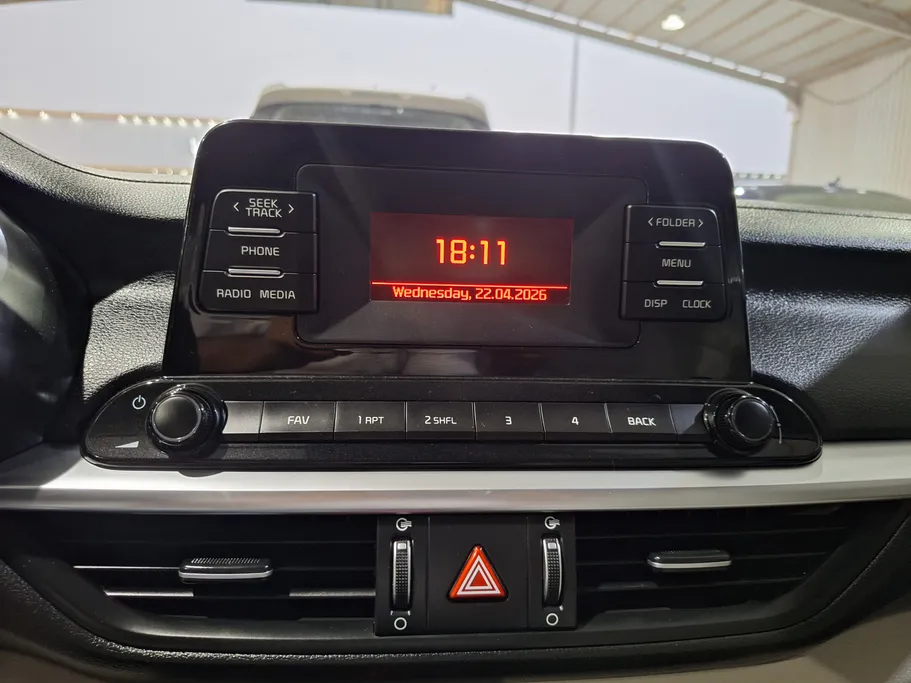 < SEEK >
TRACK
PHONE
RADIO MEDIA
18:11
Wednesday, 22.04.2026
< FOLDER >
MENU
DISP CLOCK
FAV
1 RPT
2 SHFL
3
4
BACK